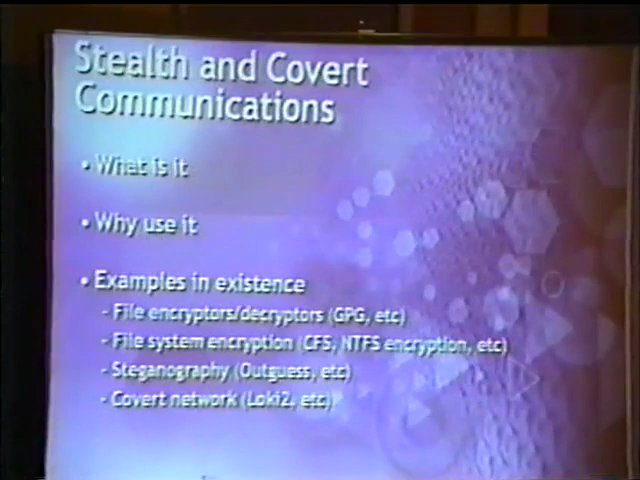 Stealth and Covert
Communications
• What is it
• Why use it
• Examples in existence
- File encryptors/decryptors (GPG, etc)
- File system encryption (CFS, NTFS encryption, etc)
- Steganography (Outguess, etc)
- Covert network (Loki2, etc)